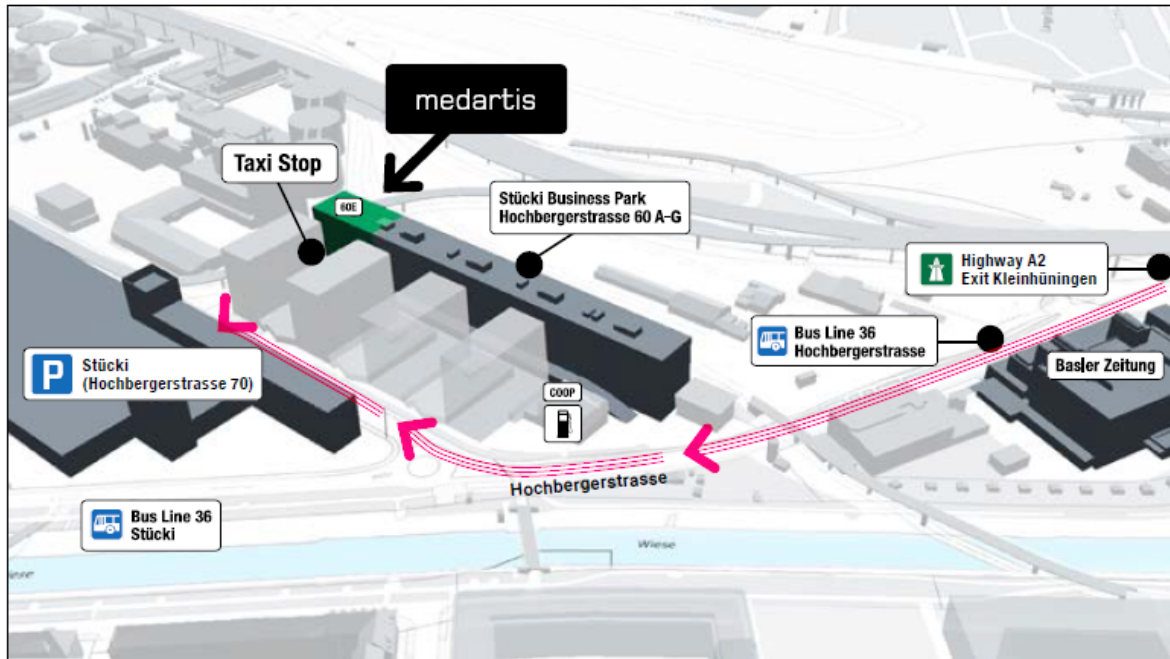 medartis
Taxi Stop
60E
Stücki Business Park
Hochbergerstrasse 60 A-G
Highway A2
Exit Kleinhüningen
Bus Line 36
Hochbergerstrasse
Basler Zeitung
P
Stücki
(Hochbergerstrasse 70)
COOP
Hochbergerstrasse
Bus Line 36
Stücki
Wiese
iese